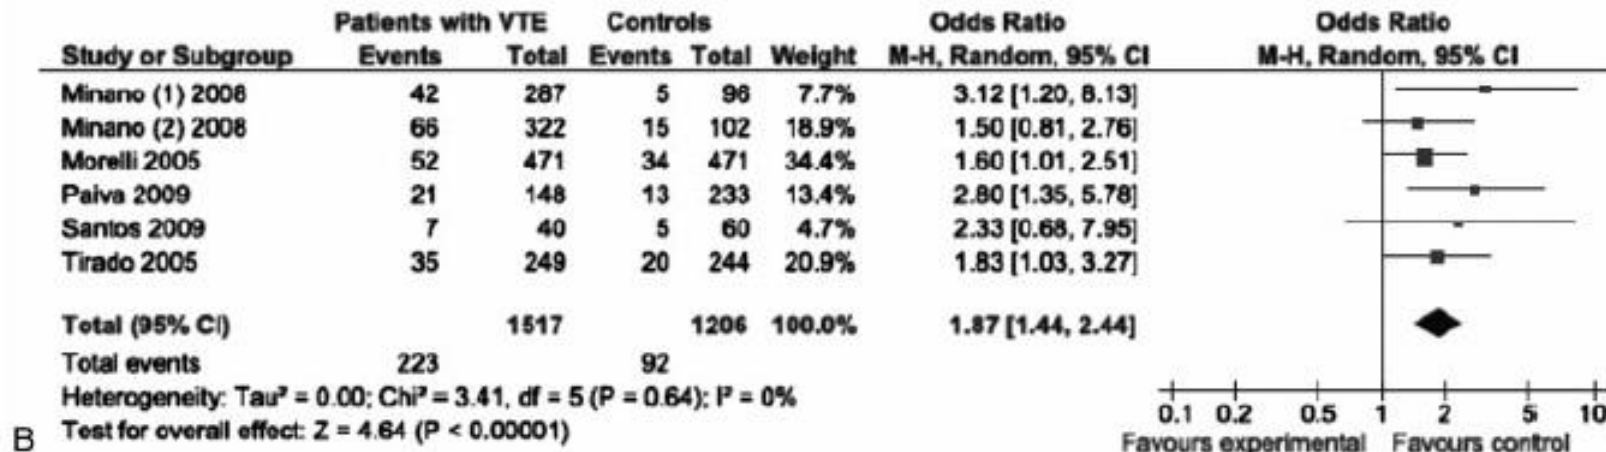 Patients with VTE Controls Odds Ratio Odds Ratio
Study or Subgroup Events Total Events Total Weight M-H, Random, 95% CI M-H, Random, 95% CI
Minano (1) 2008 42 287 5 96 7.7% 3.12 [1.20, 8.13]
Minano (2) 2008 66 322 15 102 18.9% 1.50 [0.81, 2.76]
Morelli 2005 52 471 34 471 34.4% 1.60 [1.01, 2.51]
Paiva 2009 21 148 13 233 13.4% 2.80 [1.35, 5.78]
Santos 2009 7 40 5 60 4.7% 2.33 [0.68, 7.95]
Tirado 2005 35 249 20 244 20.9% 1.83 [1.03, 3.27]
Total (95% CI) 1517 1206 100.0% 1.87 [1.44, 2.44]
Total events 223 92
Heterogeneity: Tau² = 0.00; Chi² = 3.41, df = 5 (P = 0.64); I² = 0%
0.1 0.2 0.5 1 2 5 10
B Test for overall effect: Z = 4.64 (P < 0.00001)
Favours experimental Favours control